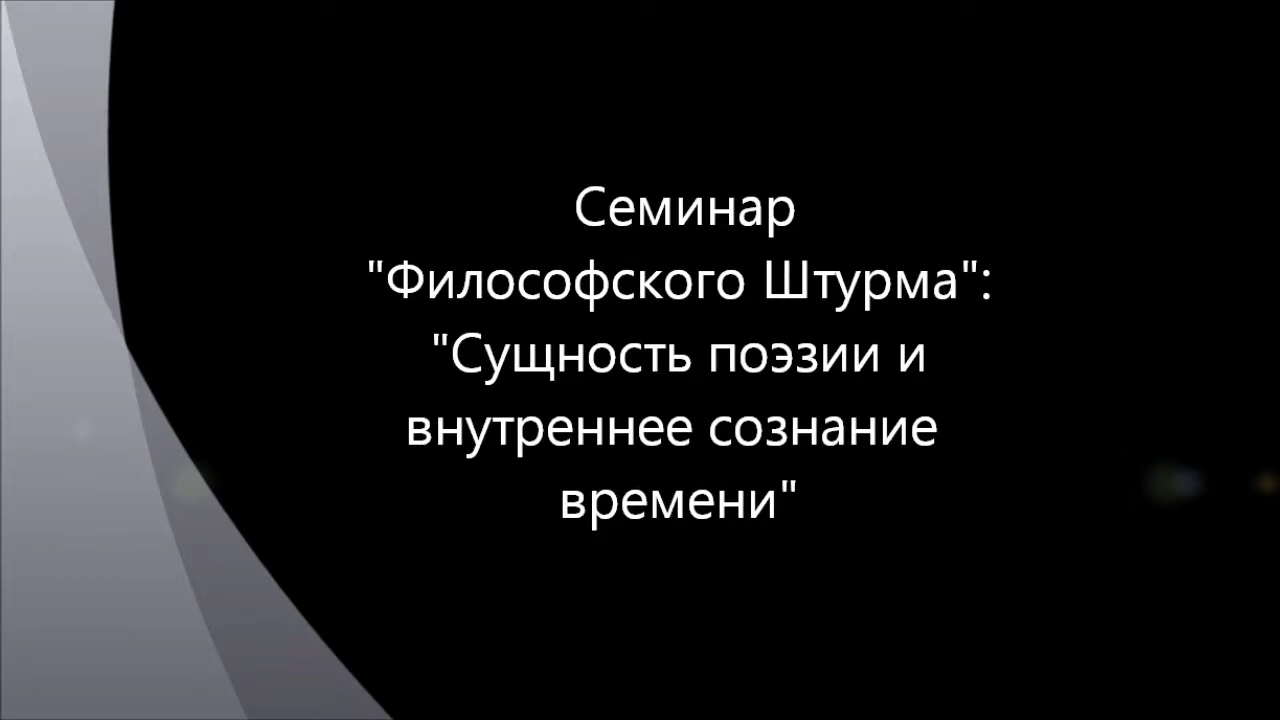 Семинар
"Философского Штурма":
"Сущность поэзии и
внутреннее сознание
времени"